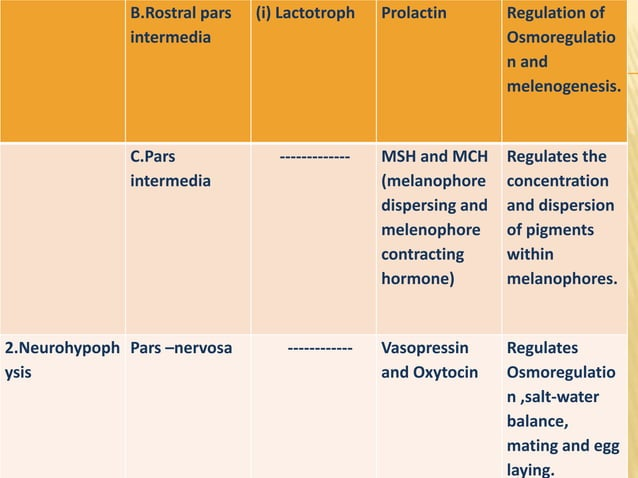 B.Rostral pars
intermedia
(i) Lactotroph
Prolactin
Regulation of
Osmoregulatio
n and
melenogenesis.
C.Pars
intermedia
-------------
MSH and MCH
(melanophore
dispersing and
melenophore
contracting
hormone)
Regulates the
concentration
and dispersion
of pigments
within
melanophores.
2.Neurohypoph
ysis
Pars –nervosa
------------
Vasopressin
and Oxytocin
Regulates
Osmoregulatio
n ,salt-water
balance,
mating and egg
laying.